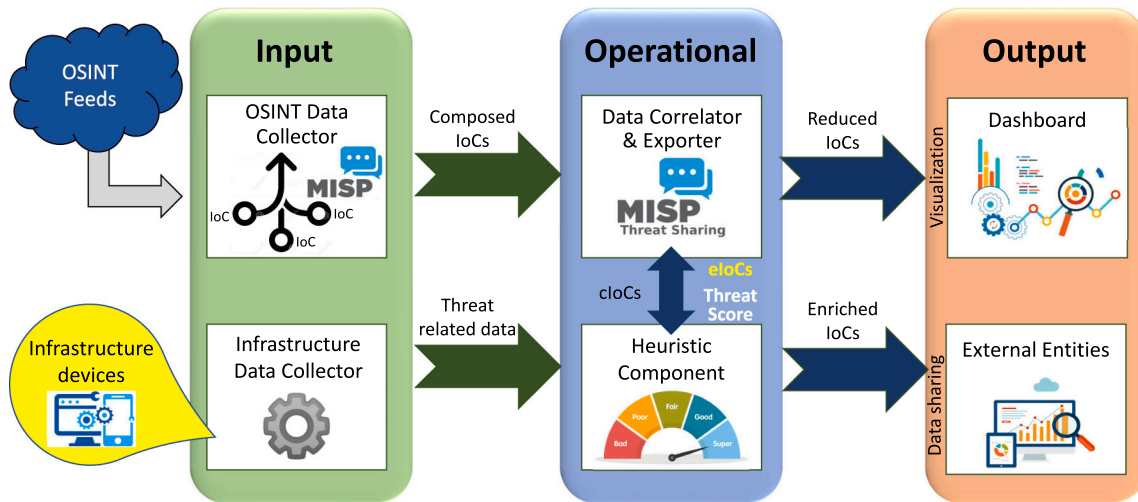 OSINT
Feeds
Input
OSINT Data
Collector
MISP
IoC
IoC
IoC
Infrastructure
devices
Infrastructure
Data Collector
Composed
IoCs
Threat
related data
Operational
Data Correlator
& Exporter
MISP
Threat Sharing
cIoCs
eIoCs
Threat
Score
Heuristic
Component
Bad
Poor
Fair
Good
Super
Reduced
IoCs
Enriched
IoCs
Output
Visualization
Dashboard
Data sharing
External Entities